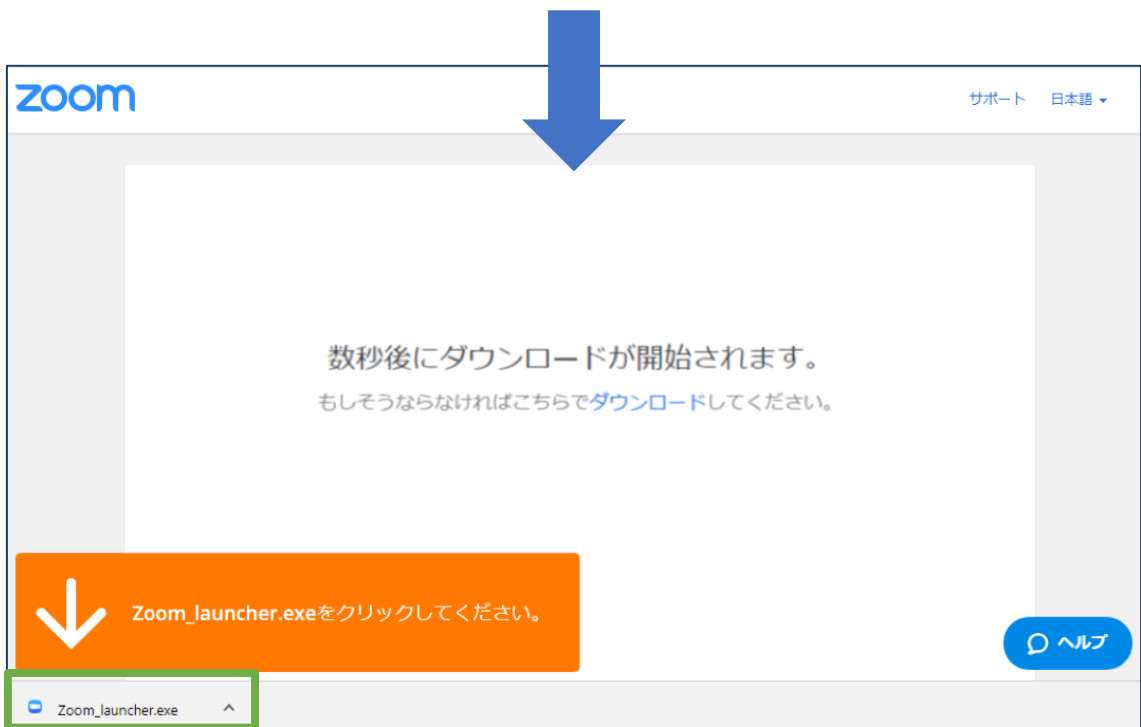 zoom
サポート 日本語
数秒後にダウンロードが開始されます。
もしそうならなければこちらでダウンロードしてください。
Zoom_launcher.exeをクリックしてください。
ヘルプ
Zoom_launcher.exe